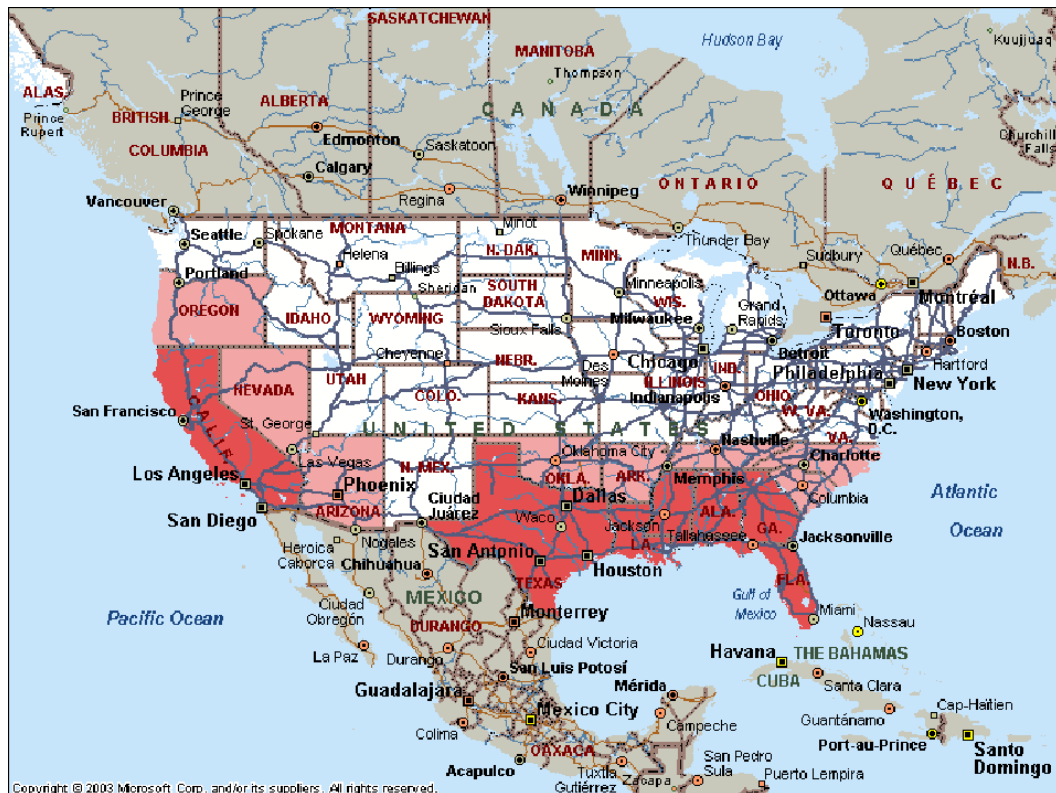 SASKATCHEWAN
Hudson Bay
Kuujjuaq
MANITOBA
Thompson
ALAS.
Prince Rupert
Prince George
BRITISH COLUMBIA
ALBERTA
CANADA
Edmonton
Saskatoon
Churchill Falls
Calgary
Regina
Winnipeg
ONTARIO
QUÉBEC
Vancouver
Seattle
Spokane
MONTANA
Minot
Thunder Bay
Sudbury
Québec
N.B.
Helena
Billings
N. DAK.
MINN.
Portland
Sheridan
SOUTH DAKOTA
Minneapolis
WIS.
Ottawa
Montréal
OREGON
IDAHO
WYOMING
Sioux Falls
Milwaukee
Grand Rapids
Toronto
Boston
Cheyenne
NEBR.
Des Moines
Chicago
Detroit
Hartford
NEVADA
UTAH
COLO.
KANS.
ILLINOIS
IND.
Indianapolis
OHIO
Philadelphia
New York
W. VA.
Washington, D.C.
San Francisco
CALIF.
St. George
UNITED STATES
VA.
Las Vegas
N. MEX.
Oklahoma City
Nashville
Charlotte
Los Angeles
Phoenix
OKLA.
ARK.
Memphis
Columbia
Atlantic Ocean
San Diego
ARIZONA
Ciudad Juárez
Dallas
Waco
Jackson
ALA.
GA.
Tallahassee
Jacksonville
Nogales
Heroica Caborca
Chihuahua
San Antonio
LA.
Houston
TEXAS
FLA.
Pacific Ocean
Ciudad Obregón
MEXICO
Gulf of Mexico
Miami
Monterrey
Nassau
DURANGO
La Paz
Durango
Ciudad Victoria
Havana
THE BAHAMAS
San Luis Potosí
CUBA
Guadalajara
Mérida
Santa Clara
Cap-Haïtien
Mexico City
Campeche
Guantánamo
Colima
OAXACA
Port-au-Prince
Santo Domingo
Acapulco
Tuxtla Gutiérrez
San Pedro Sula
Zacapa
Puerto Lempira
Copyright © 2003 Microsoft Corp. and/or its suppliers. All rights reserved.